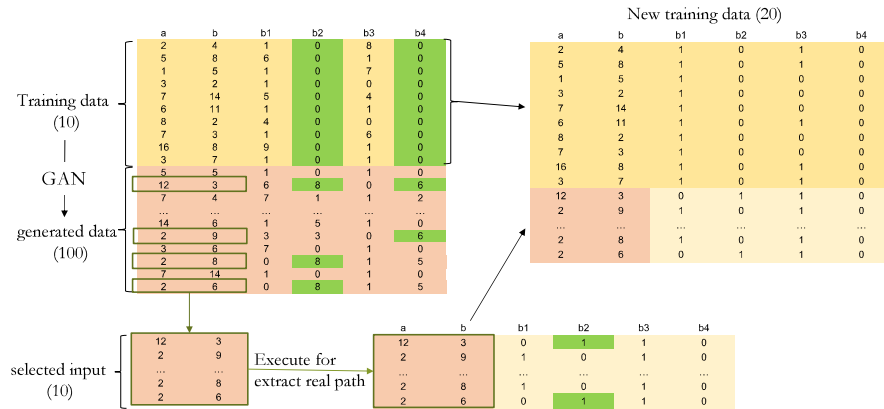 New training data (20)
a b b1 b2 b3 b4
2 4 1 0 8 0
5 8 6 0 1 0
1 5 1 0 7 0
3 2 1 0 0 0
7 14 5 0 4 0
6 11 1 0 1 0
8 2 4 0 0 0
7 3 1 0 6 0
16 8 9 0 1 0
3 7 1 0 1 0
5 5 1 0 1 0
12 3 6 8 0 6
7 4 7 1 1 2
... ... ... ... ... ...
14 6 1 5 1 0
2 9 3 3 0 6
3 6 7 0 1 0
2 8 0 8 1 5
7 14 1 0 1 0
2 6 0 8 1 5
Training data
(10)
GAN
generated data
(100)
a b b1 b2 b3 b4
2 4 1 0 1 0
5 8 1 0 1 0
1 5 1 0 1 0
3 2 1 0 1 0
7 14 1 0 1 0
6 11 1 0 1 0
8 2 1 0 1 0
7 3 1 0 1 0
16 8 1 0 1 0
3 7 1 0 1 0
12 3 0 1 1 0
2 9 1 0 1 0
... ... ... ... ... ...
2 8 1 0 1 0
2 6 0 1 1 0
selected input
(10)
12 3
2 9
... ...
2 8
2 6
Execute for
extract real path
a b b1 b2 b3 b4
12 3 0 1 1 0
2 9 1 0 1 0
... ... ... ... ... ...
2 8 1 0 1 0
2 6 0 1 1 0